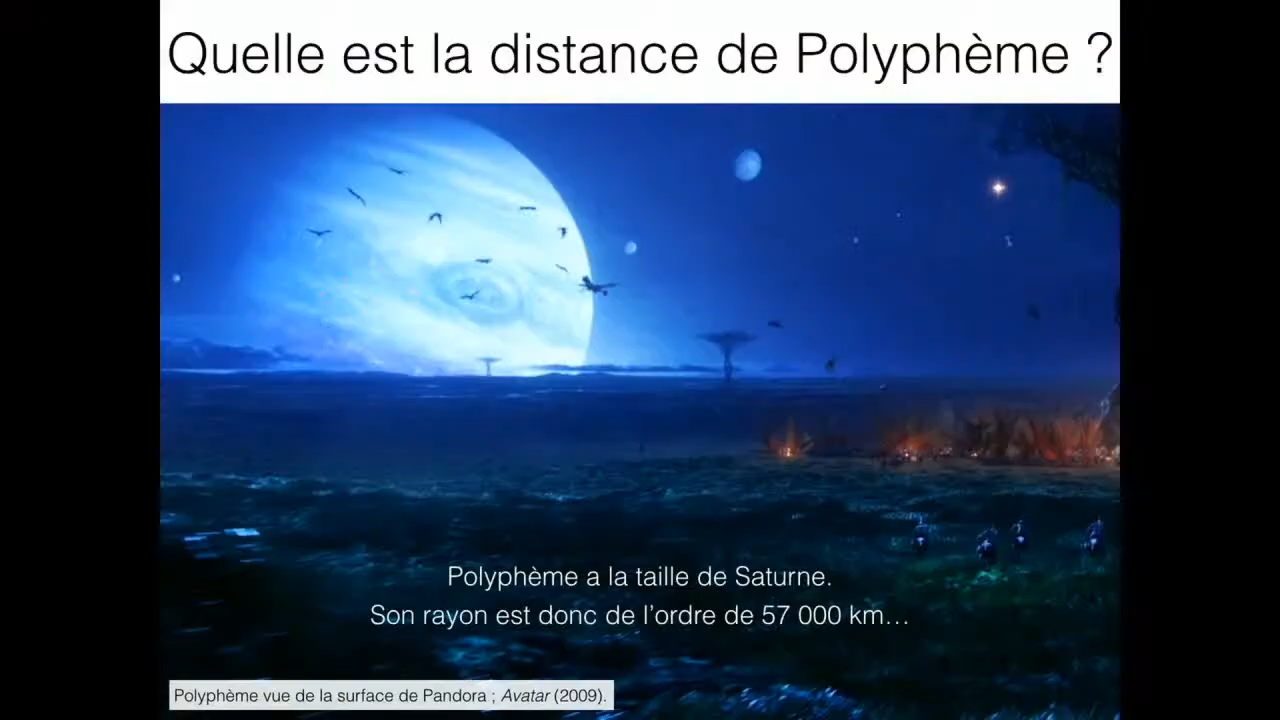 Quelle est la distance de Polyphème ?
Polyphème a la taille de Saturne.
Son rayon est donc de l’ordre de 57 000 km…
Polyphème vue de la surface de Pandora ; Avatar (2009).